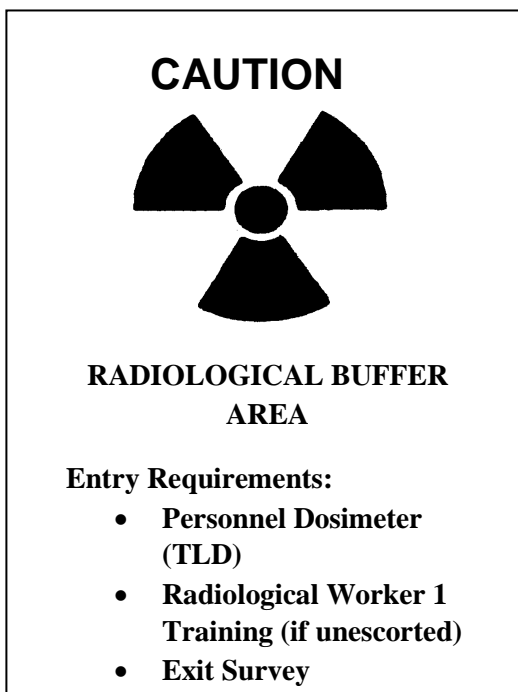 CAUTION
RADIOLOGICAL BUFFER
AREA
Entry Requirements:
• Personnel Dosimeter
(TLD)
• Radiological Worker 1
Training (if unescorted)
• Exit Survey